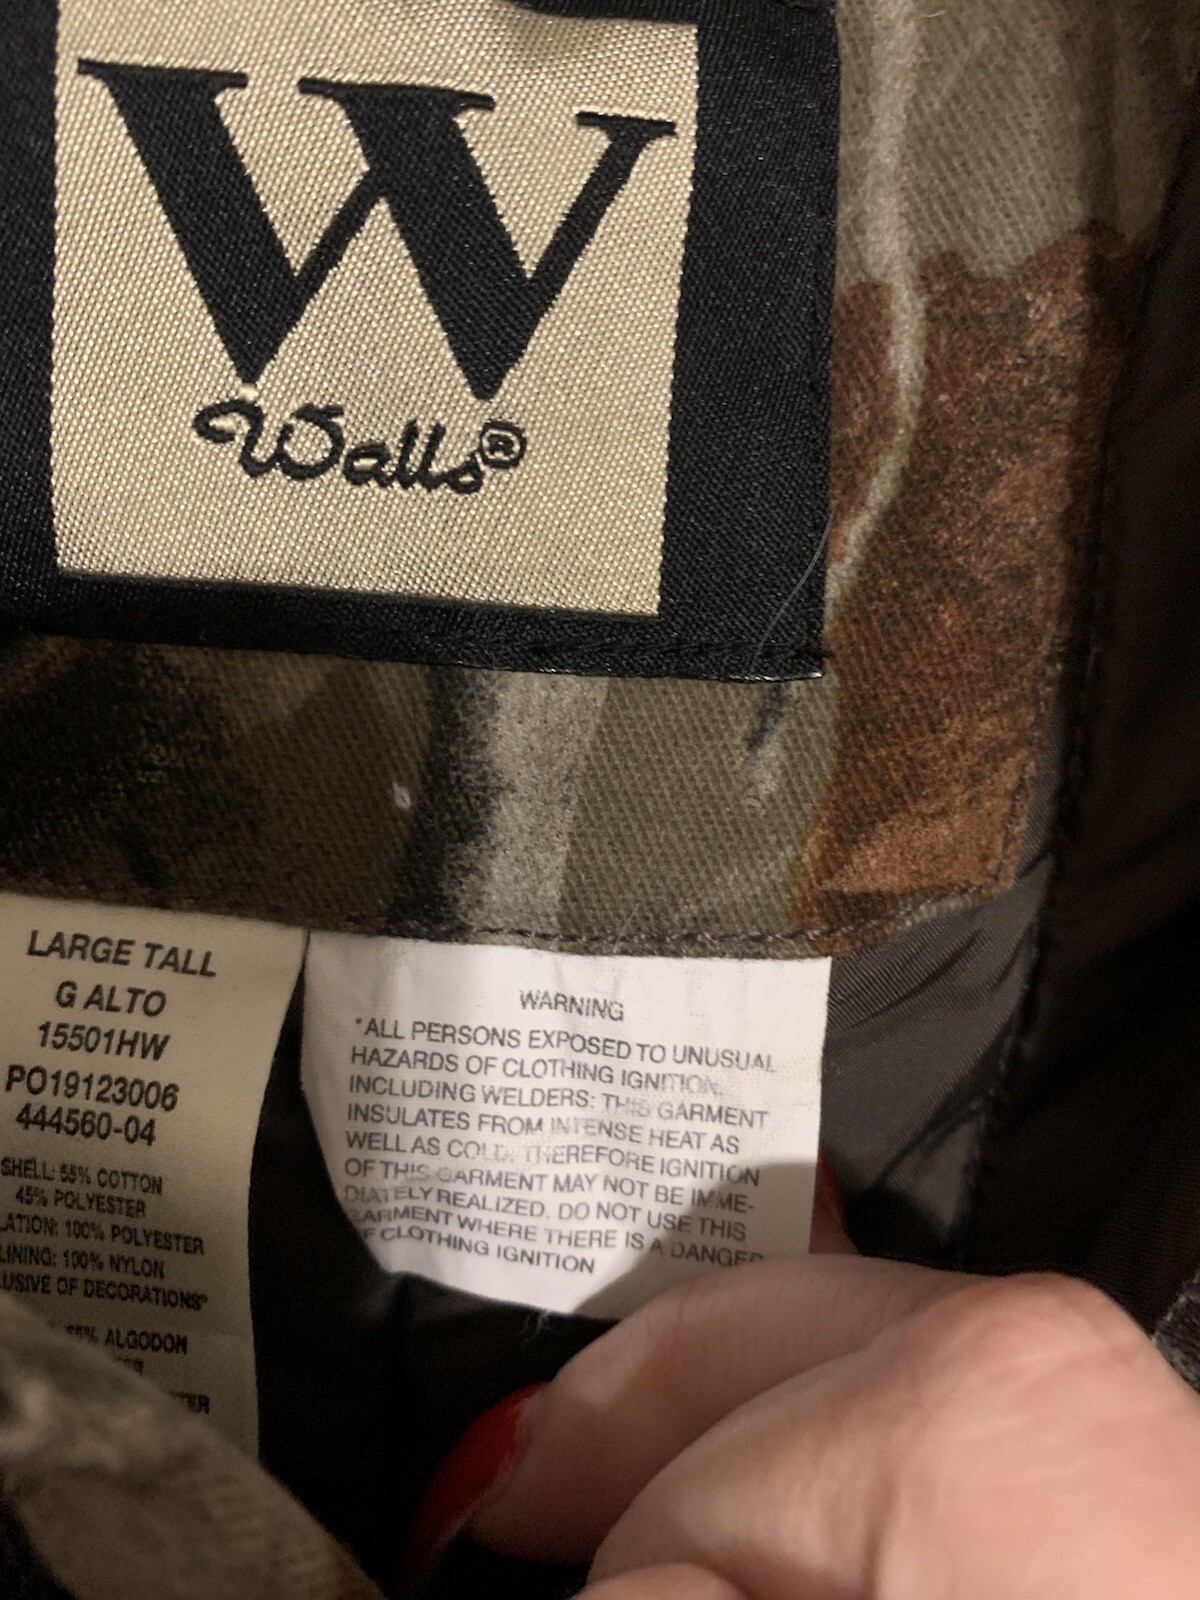 W
Walls®
LARGE TALL
G ALTO
15501HW
PO19123006
444560-04
SHELL: 55% COTTON
45% POLYESTER
LATION: 100% POLYESTER
LINING: 100% NYLON
LUSIVE OF DECORATIONS"
ALGODON
WARNING
*ALL PERSONS EXPOSED TO UNUSUAL
HAZARDS OF CLOTHING IGNITION,
INCLUDING WELDERS: THIS GARMENT
INSULATES FROM INTENSE HEAT AS
WELL AS COLD. THEREFORE IGNITION
OF THIS GARMENT MAY NOT BE IMME-
DIATELY REALIZED. DO NOT USE THIS
GARMENT WHERE THERE IS A DANGER
OF CLOTHING IGNITION